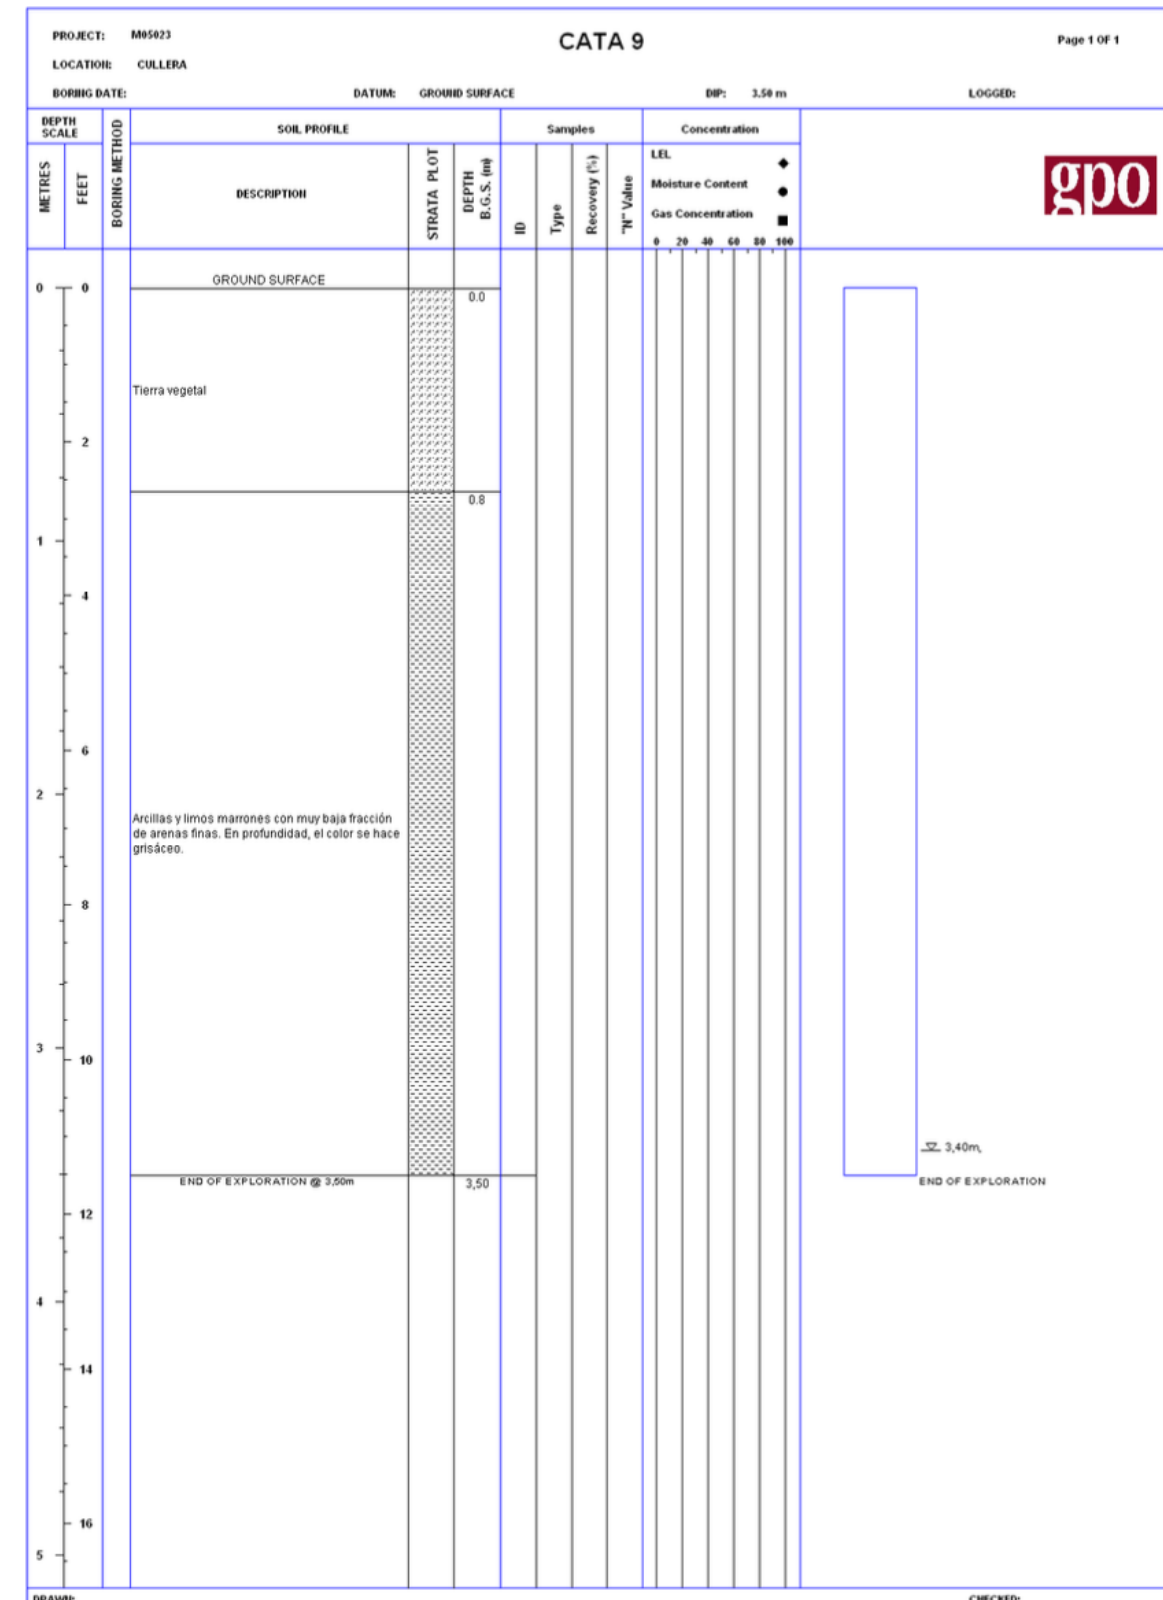 PROJECT: M05023
CATA 9
Page 1 OF 1
LOCATION: CULLERA
BORING DATE: DATUM: GROUND SURFACE DIP: 3.50 m LOGGED:
DEPTH SCALE
METRES
FEET
BORING METHOD
SOIL PROFILE
DESCRIPTION
STRATA PLOT
DEPTH B.G.S. (m)
Samples
ID
Type
Recovery (%)
"N" Value
Concentration
LEL
Moisture Content
Gas Concentration
0 20 40 60 80 100
gpo
GROUND SURFACE
0 0
0.0
Tierra vegetal
2
0.8
1
4
6
2
Arcillas y limos marrones con muy baja fracción
de arenas finas. En profundidad, el color se hace
grisáceo.
8
3
10
3,40m,
END OF EXPLORATION @ 3,50m 3,50 END OF EXPLORATION
12
4
14
16
5
DRAWN: CHECKED: